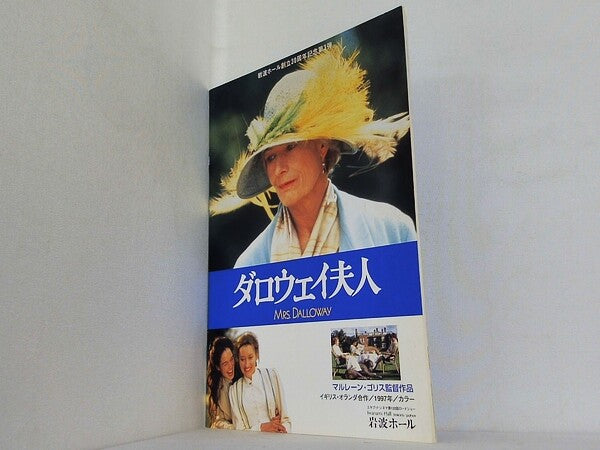 岩波ホール創立30周年記念第3弾
ダロウェイ夫人
MRS DALLOWAY
マルレーン・ゴリス監督作品
イギリス・オランダ合作／1997年／カラー
岩波ホール